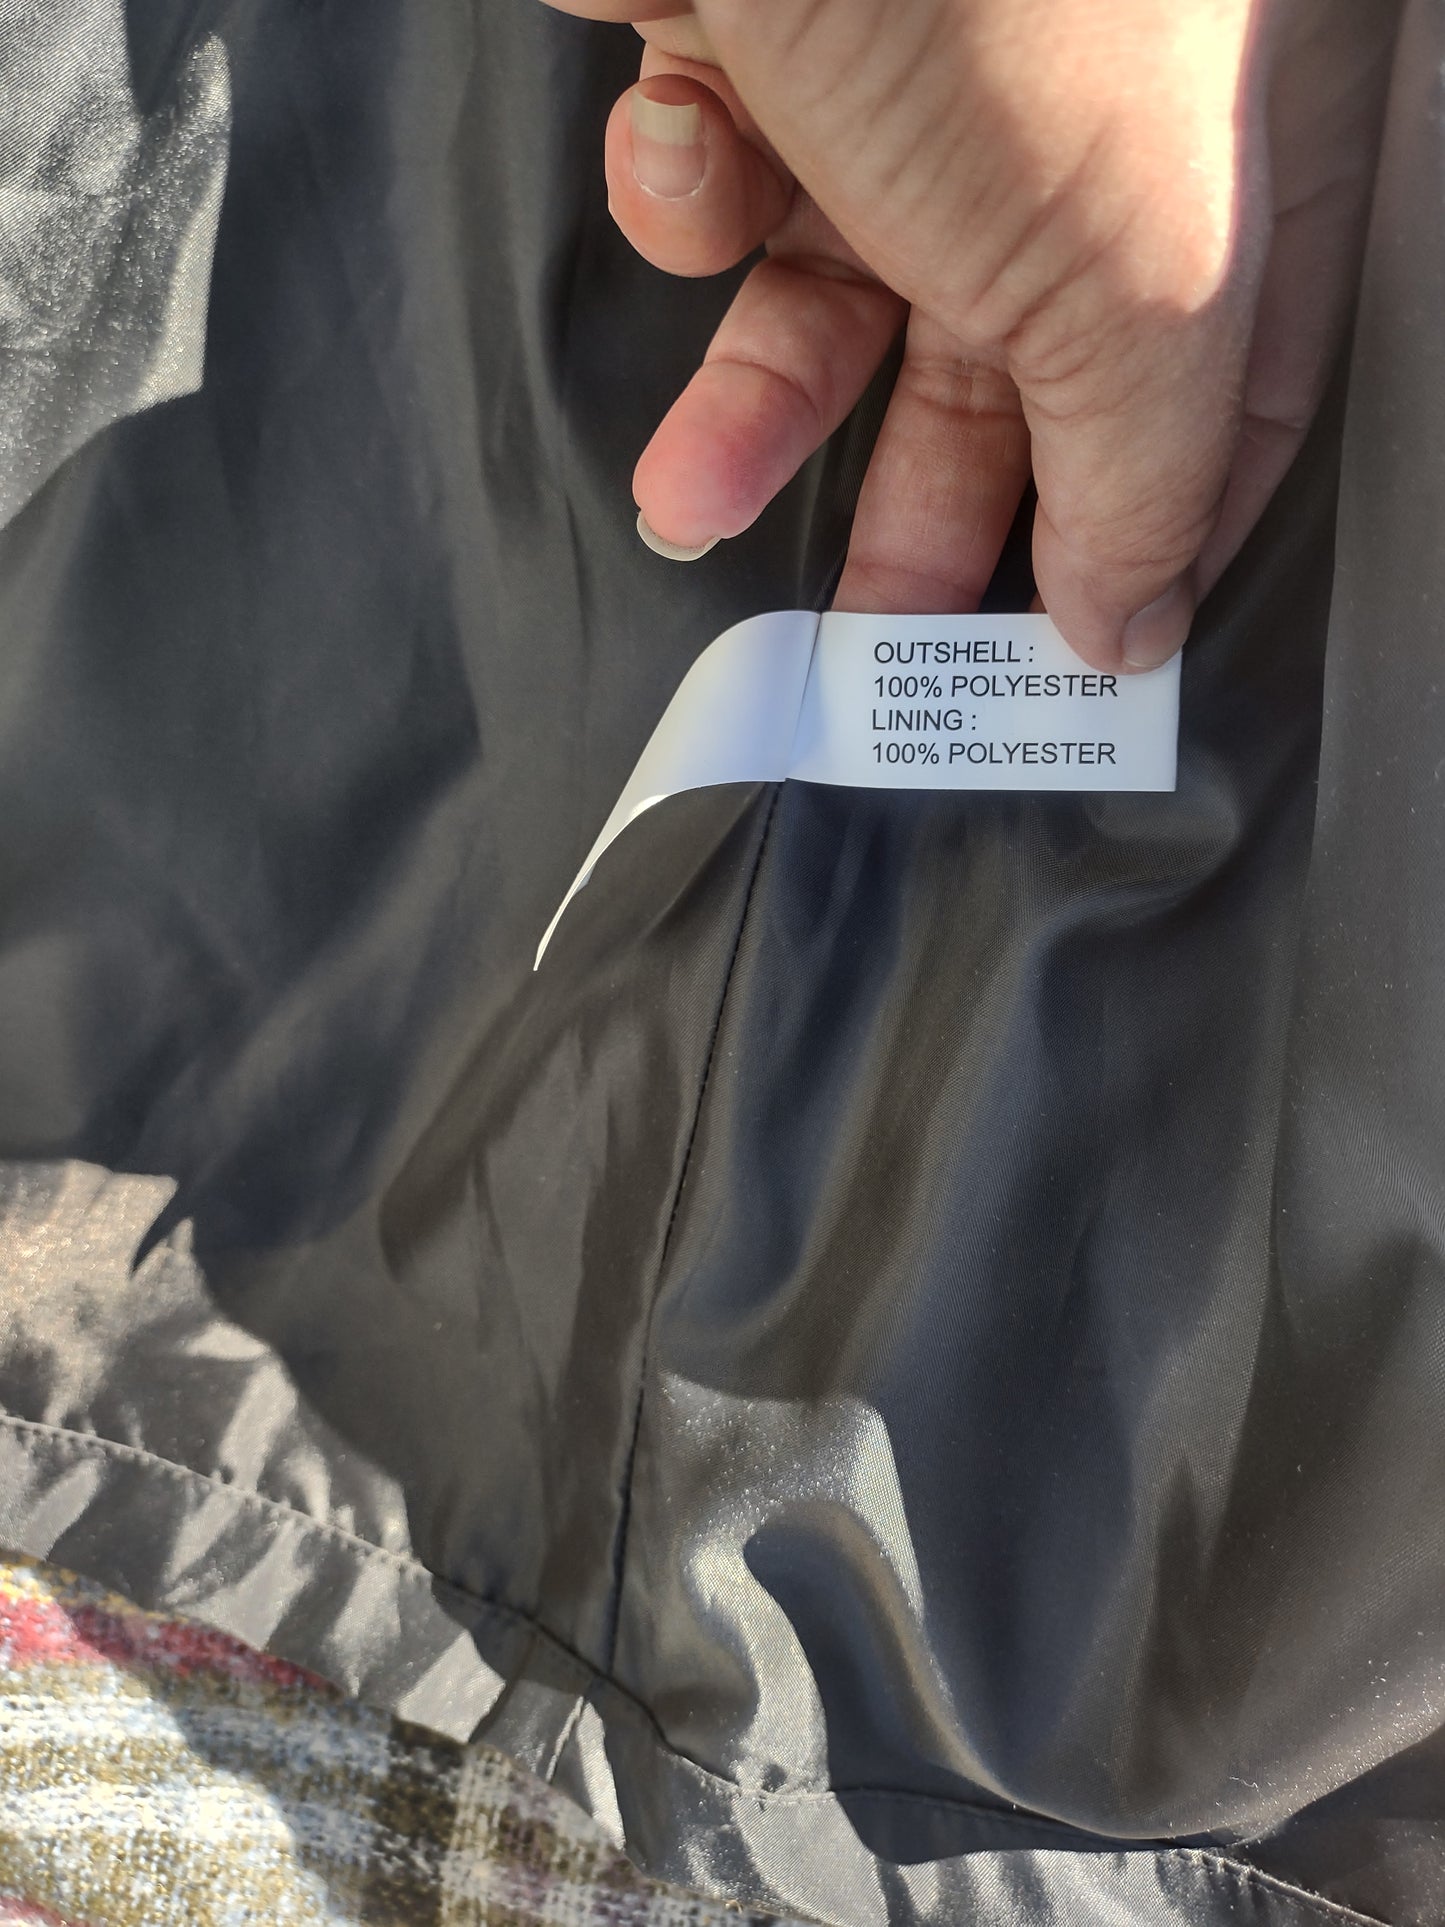 OUTSHELL :
100% POLYESTER
LINING :
100% POLYESTER